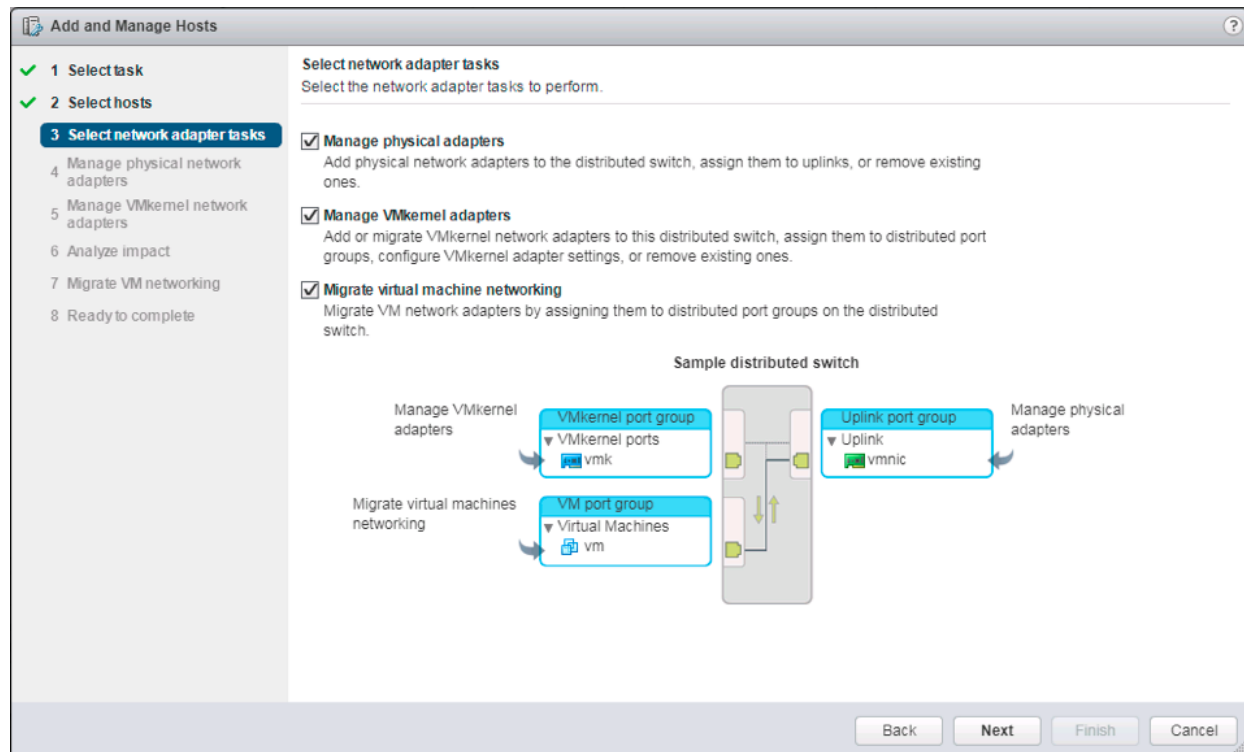 Add and Manage Hosts
?
1 Select task
2 Select hosts
3 Select network adapter tasks
4 Manage physical network
adapters
5 Manage VMkernel network
adapters
6 Analyze impact
7 Migrate VM networking
8 Ready to complete
Select network adapter tasks
Select the network adapter tasks to perform.
Manage physical adapters
Add physical network adapters to the distributed switch, assign them to uplinks, or remove existing
ones.
Manage VMkernel adapters
Add or migrate VMkernel network adapters to this distributed switch, assign them to distributed port
groups, configure VMkernel adapter settings, or remove existing ones.
Migrate virtual machine networking
Migrate VM network adapters by assigning them to distributed port groups on the distributed
switch.
Sample distributed switch
Manage VMkernel
adapters
VMkernel port group
VMkernel ports
vmk
Migrate virtual machines
networking
VM port group
Virtual Machines
vm
Uplink port group
Uplink
vmnic
Manage physical
adapters
Back
Next
Finish
Cancel